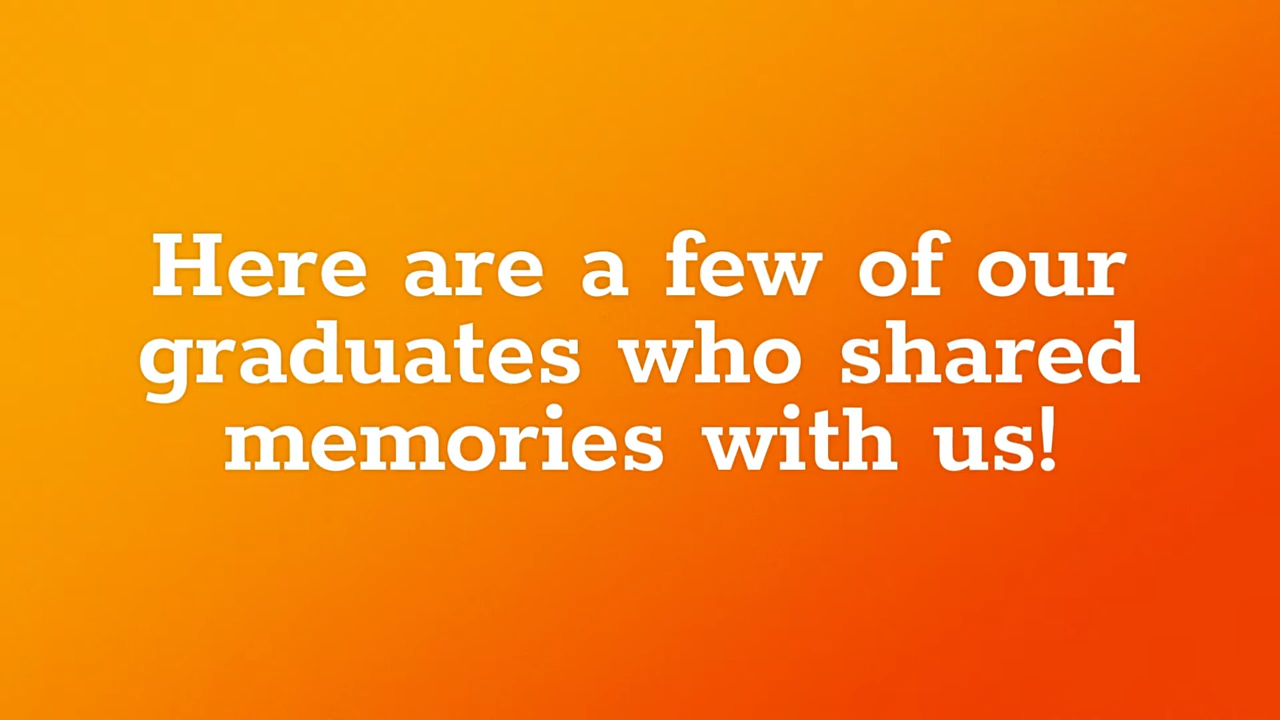 Here are a few of our
graduates who shared
memories with us!